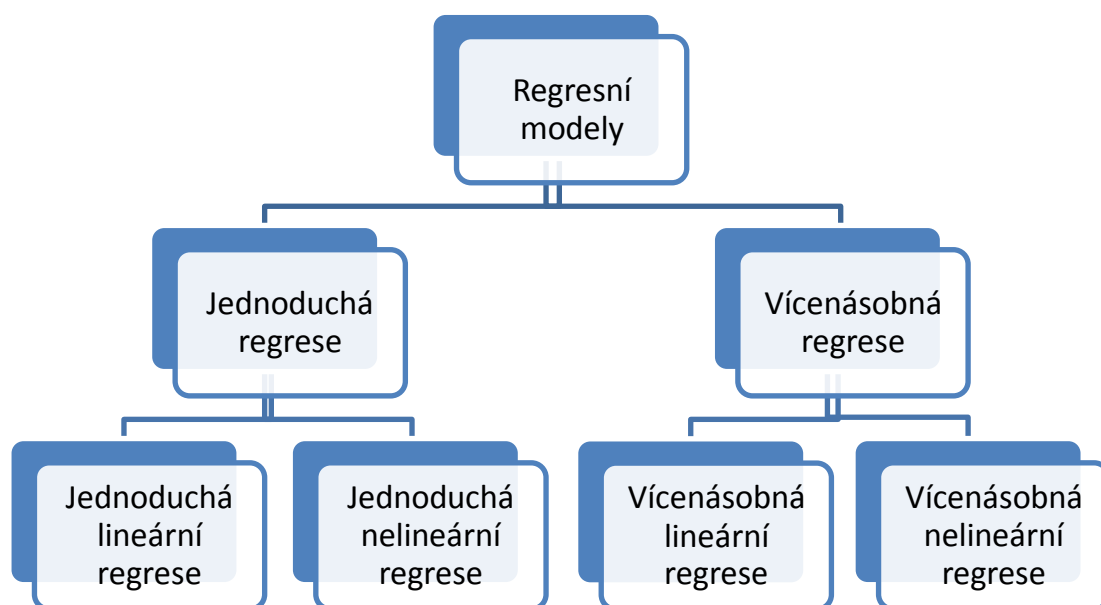 Regresní
modely
Jednoduchá
regrese
Vícenásobná
regrese
Jednoduchá
lineární
regrese
Jednoduchá
nelineární
regrese
Vícenásobná
lineární
regrese
Vícenásobná
nelineární
regrese